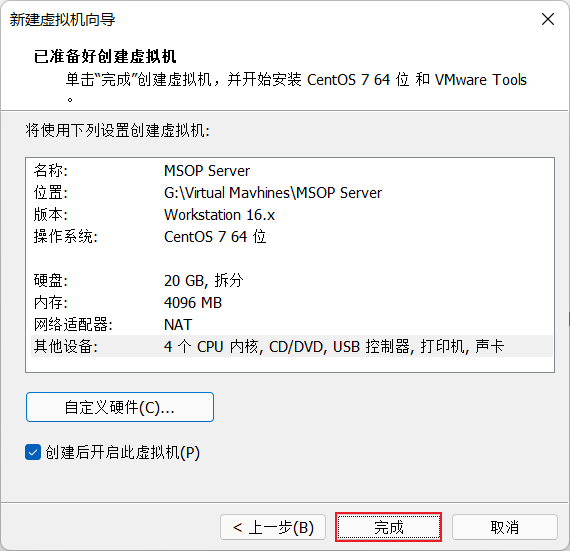 新建虚拟机向导
已准备好创建虚拟机
单击“完成”创建虚拟机，并开始安装 CentOS 7 64 位 和 VMware Tools
。
将使用下列设置创建虚拟机:
名称: MSOP Server
位置: G:\Virtual Mavhines\MSOP Server
版本: Workstation 16.x
操作系统: CentOS 7 64 位
硬盘: 20 GB, 拆分
内存: 4096 MB
网络适配器: NAT
其他设备: 4 个 CPU 内核, CD/DVD, USB 控制器, 打印机, 声卡
自定义硬件(C)...
创建后开启此虚拟机(P)
< 上一步(B) 完成 取消